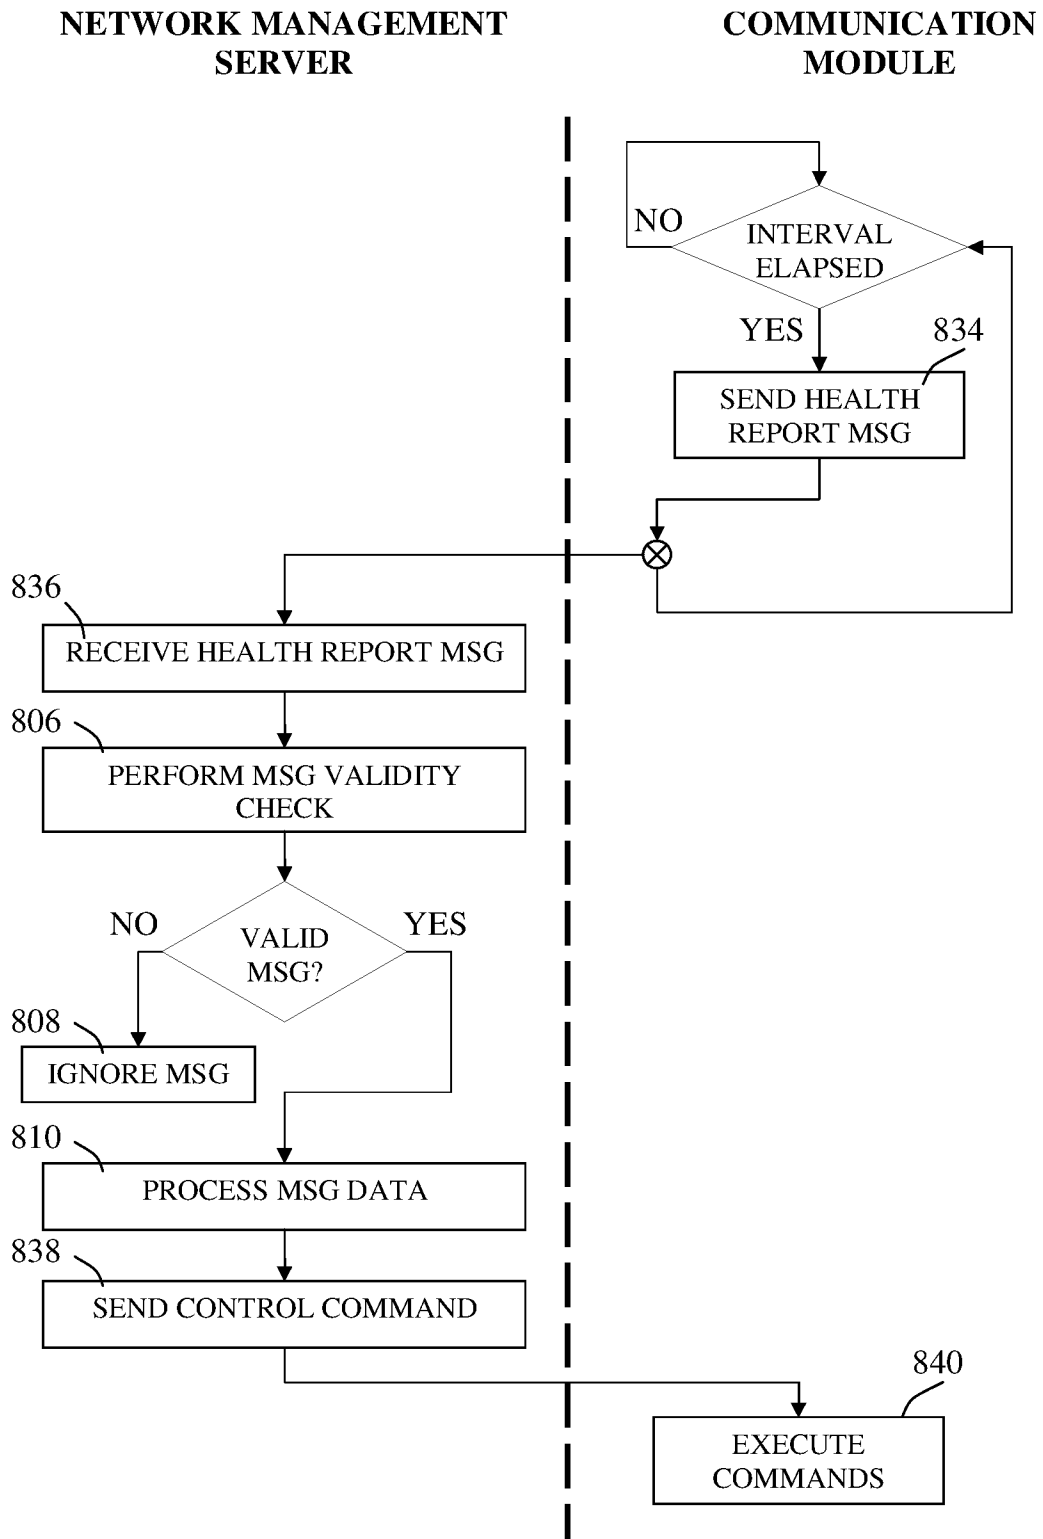 NETWORK MANAGEMENT
SERVER
COMMUNICATION
MODULE
NO
INTERVAL
ELAPSED
YES
834
SEND HEALTH
REPORT MSG
836
RECEIVE HEALTH REPORT MSG
806
PERFORM MSG VALIDITY
CHECK
NO
YES
VALID
MSG?
808
IGNORE MSG
810
PROCESS MSG DATA
838
SEND CONTROL COMMAND
840
EXECUTE
COMMANDS